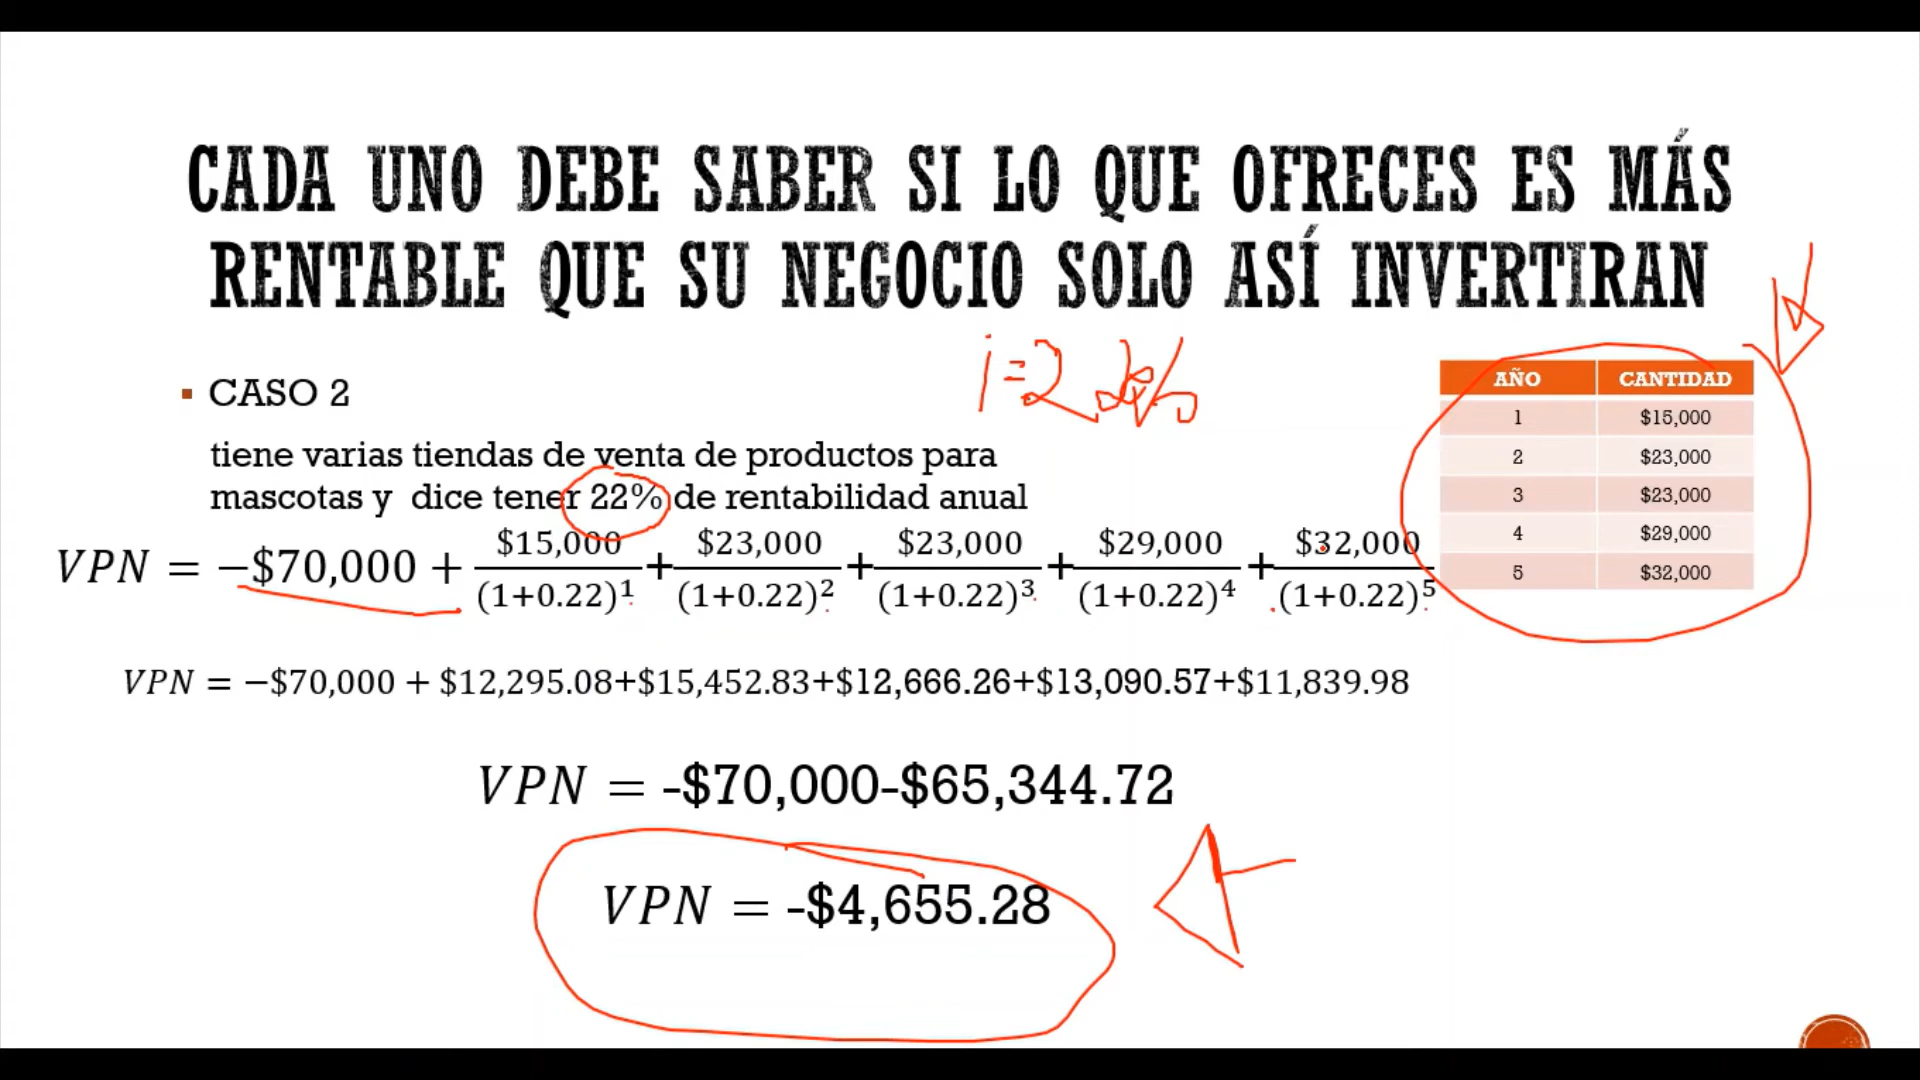 CADA UNO DEBE SABER SI LO QUE OFRECES ES MÁS
RENTABLE QUE SU NEGOCIO SOLO ASÍ INVERTIRAN
i=22%
▪ CASO 2
tiene varias tiendas de venta de productos para
mascotas y dice tener 22% de rentabilidad anual
AÑO CANTIDAD
1 $15,000
2 $23,000
3 $23,000
4 $29,000
5 $32,000
VPN = −$70,000 + $15,000/(1+0.22)¹ + $23,000/(1+0.22)² + $23,000/(1+0.22)³ + $29,000/(1+0.22)⁴ + $32,000/(1+0.22)⁵
VPN = −$70,000 + $12,295.08+$15,452.83+$12,666.26+$13,090.57+$11,839.98
VPN = -$70,000-$65,344.72
VPN = -$4,655.28